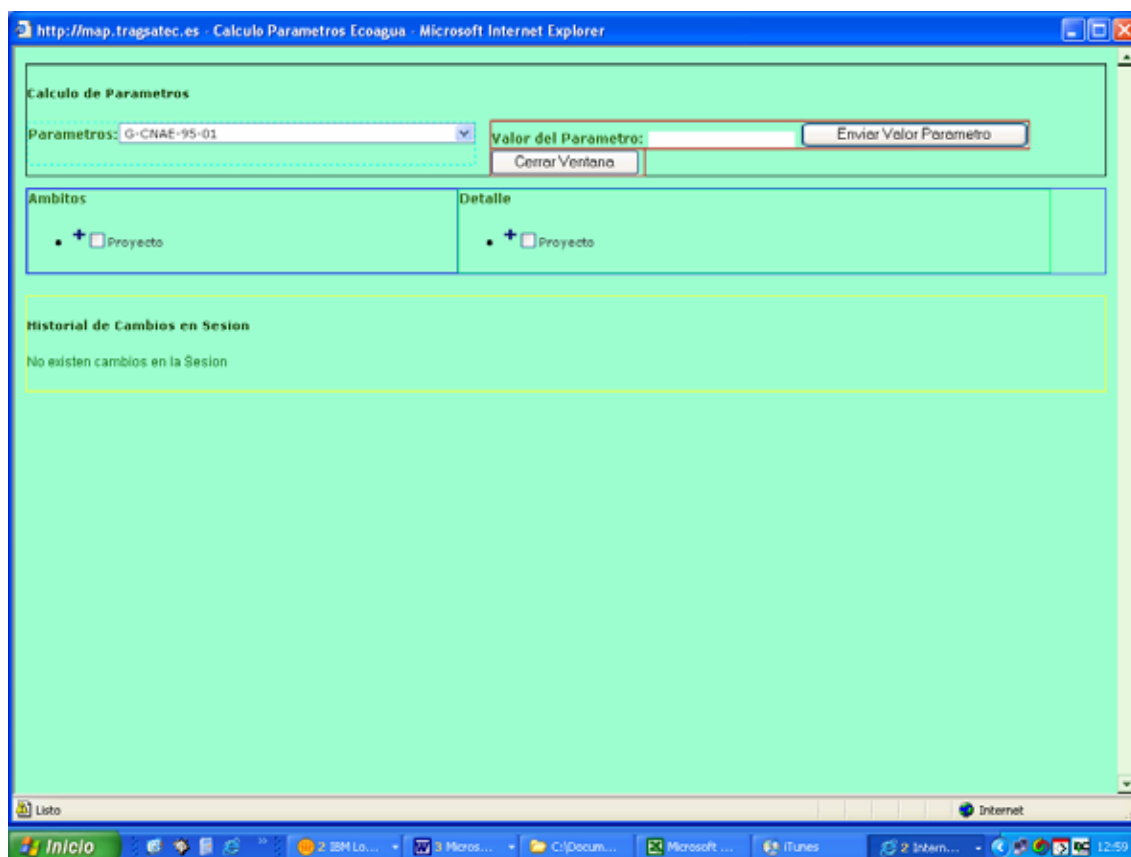 http://map.tragsatec.es - Calculo Parametros Ecoagua - Microsoft Internet Explorer
Calculo de Parametros
Parametros: G-CNAE-95-01
Valor del Parametro: Enviar Valor Parametro
Cerrar Ventana
Ambitos Detalle
+ Proyecto + Proyecto
Historial de Cambios en Sesion
No existen cambios en la Sesion
Listo Internet
Inicio 2 IBM Lo... 3 Micros... C:\Docum... Microsoft ... iTunes 2 Intern... 12:59